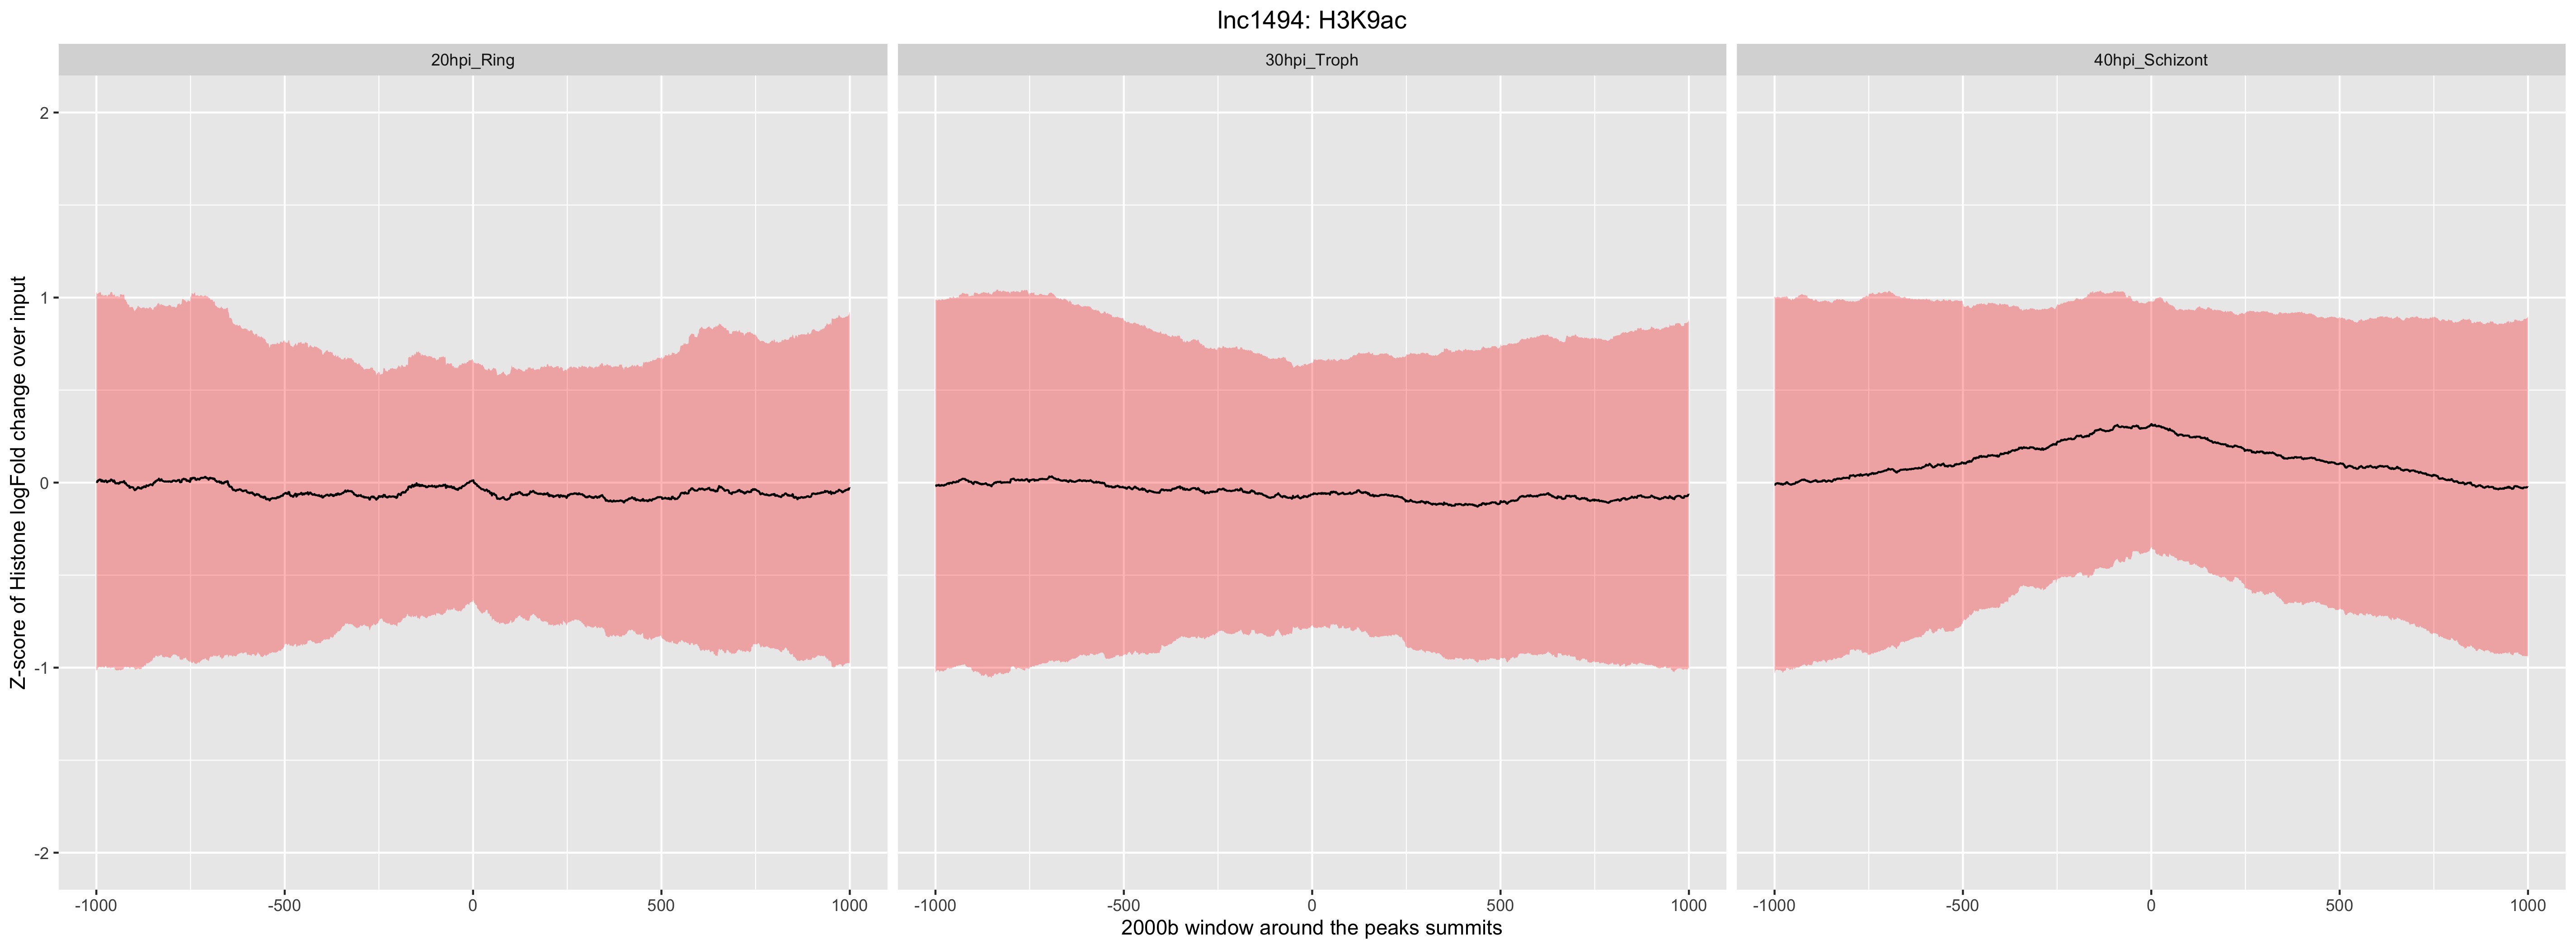 lnc1494: H3K9ac
20hpi_Ring
30hpi_Troph
40hpi_Schizont
Z-score of Histone logFold change over input
2
1
0
-1
-2
-1000 -500 0 500 1000
-1000 -500 0 500 1000
-1000 -500 0 500 1000
2000b window around the peaks summits